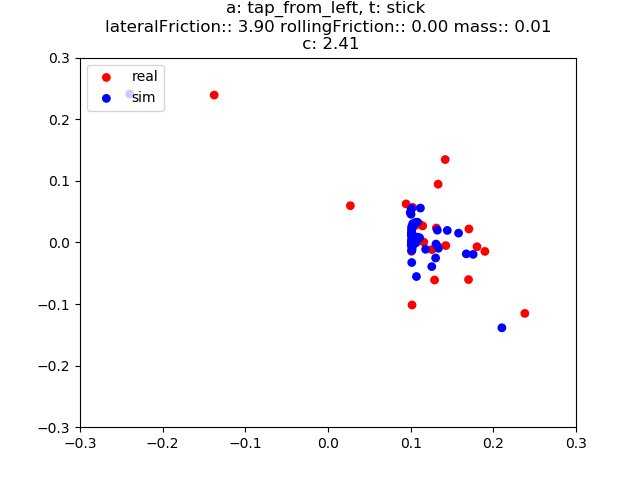 a: tap_from_left, t: stick
lateralFriction:: 3.90 rollingFriction:: 0.00 mass:: 0.01
c: 2.41
real
sim
0.3
0.2
0.1
0.0
−0.1
−0.2
−0.3
−0.3
−0.2
−0.1
0.0
0.1
0.2
0.3